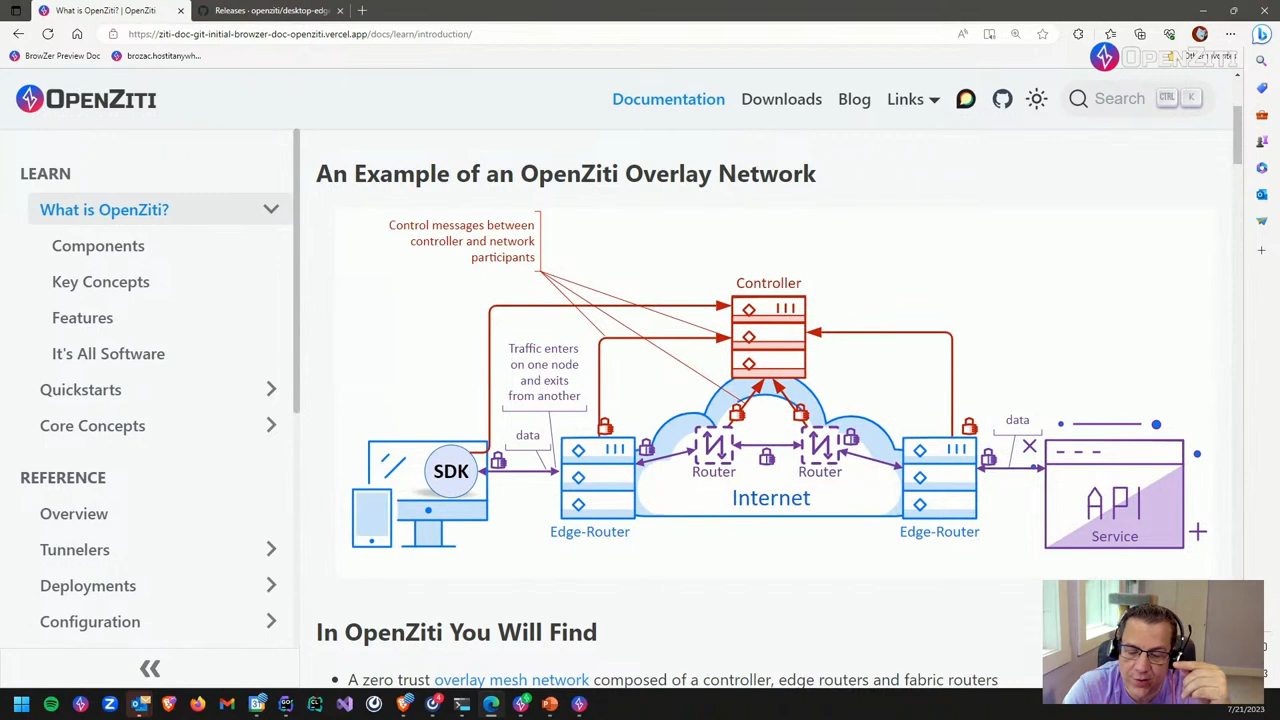 What is OpenZiti? | OpenZiti
Releases · openziti/desktop-edg
https://ziti-doc-git-initial-browzer-doc-openziti.vercel.app/docs/learn/introduction/
BrowZer Preview Doc
brozac.hostitanywh...
OPENZITI
OPENZITI
Documentation
Downloads
Blog
Links
Search
CTRL
K
LEARN
What is OpenZiti?
Components
Key Concepts
Features
It's All Software
Quickstarts
Core Concepts
REFERENCE
Overview
Tunnelers
Deployments
Configuration
An Example of an OpenZiti Overlay Network
Control messages between
controller and network
participants
Controller
Traffic enters
on one node
and exits
from another
data
data
SDK
Router
Router
Internet
Edge-Router
Edge-Router
API
Service
In OpenZiti You Will Find
A zero trust overlay mesh network composed of a controller, edge routers and fabric routers
7/21/2023